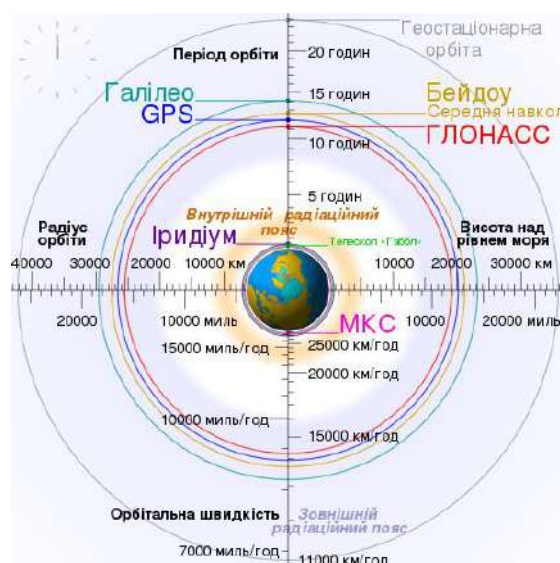 Геостаціонарна
орбіта
Період орбіти
20 годин
15 годин
Галілео
Бейдоу
GPS
Середня навкол
ГЛОНАСС
10 годин
5 годин
Внутрішній радіаційний
пояс
Радіус
орбіти
Іридіум
Телескоп «Габбл»
Висота над
рівнем моря
40000 30000 20000 10000 км
10000 20000 30000 км
20000 10000 миль
10000 20000 миль
МКС
15000 миль/год
25000 км/год
20000 км/год
10000 миль/год
15000 км/год
Орбітальна швидкість
Зовнішній
радіаційний пояс
7000 миль/год
11000 км/год